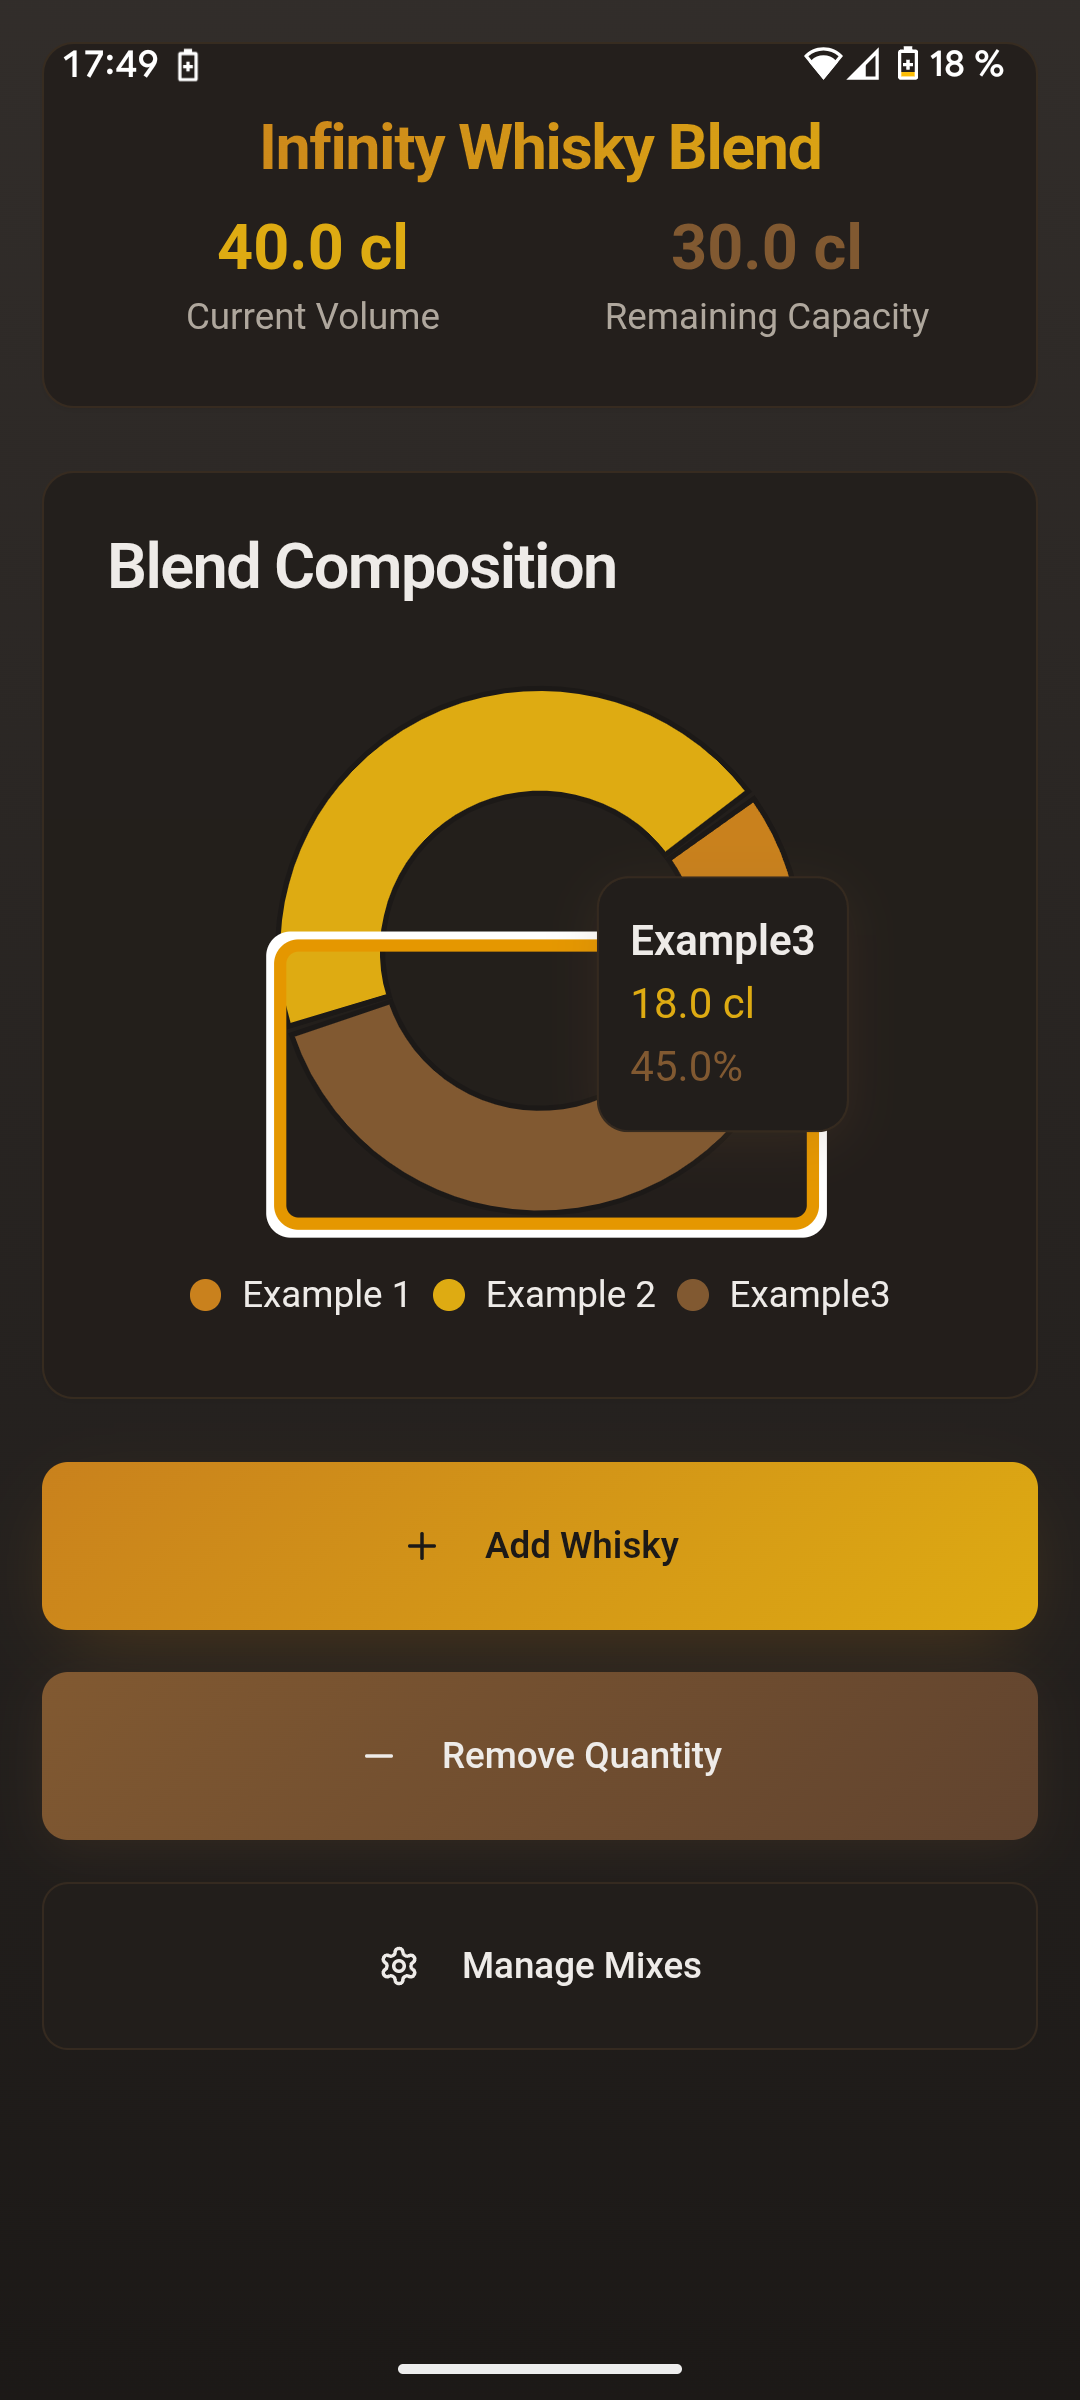 17:49 18 %
Infinity Whisky Blend
40.0 cl 30.0 cl
Current Volume Remaining Capacity
Blend Composition
Example3
18.0 cl
45.0%
Example 1 Example 2 Example3
Add Whisky
Remove Quantity
Manage Mixes